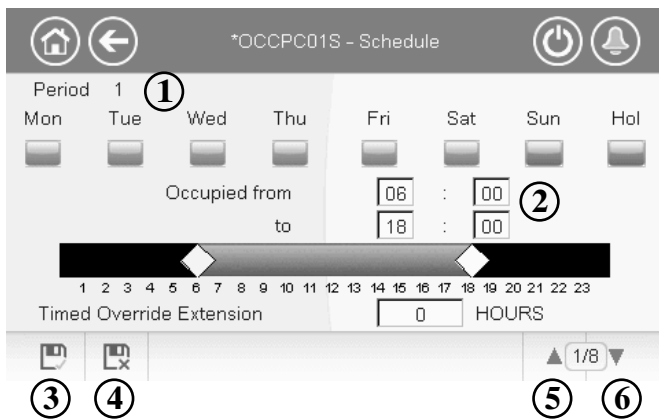 *OCCPC01S - Schedule
Period 1 1
Mon Tue Wed Thu Fri Sat Sun Hol
Occupied from 06 : 00 2
to 18 : 00
1 2 3 4 5 6 7 8 9 10 11 12 13 14 15 16 17 18 19 20 21 22 23
Timed Override Extension 0 HOURS
1/8
3 4 5 6